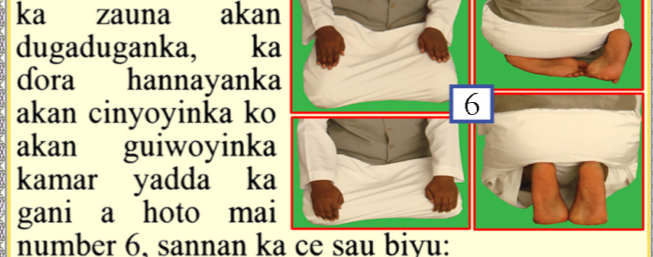 ka zauna akan
dugaduganka, ka
ɗora hannayanka
akan cinyoyinka ko
akan guiwoyinka
kamar yadda ka
gani a hoto mai
number 6, sannan ka ce sau biyu:
6